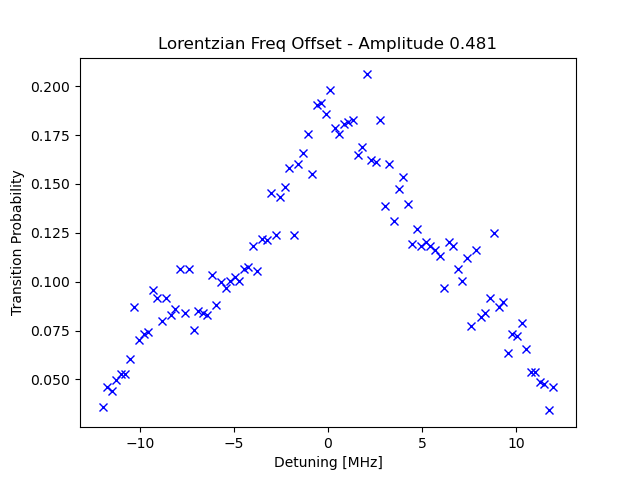 Lorentzian Freq Offset - Amplitude 0.481
0.200
0.175
0.150
0.125
0.100
0.075
0.050
Transition Probability
−10 −5 0 5 10
Detuning [MHz]